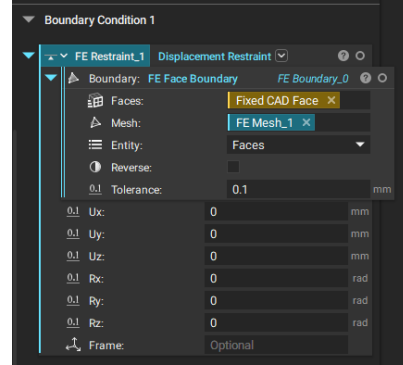 Boundary Condition 1
FE Restraint_1 Displacement Restraint
Boundary: FE Face Boundary FE Boundary_0
Faces: Fixed CAD Face ×
Mesh: FE Mesh_1 ×
Entity: Faces
Reverse:
0.1 Tolerance: 0.1 mm
0.1 Ux: 0 mm
0.1 Uy: 0 mm
0.1 Uz: 0 mm
0.1 Rx: 0 rad
0.1 Ry: 0 rad
0.1 Rz: 0 rad
Frame: Optional